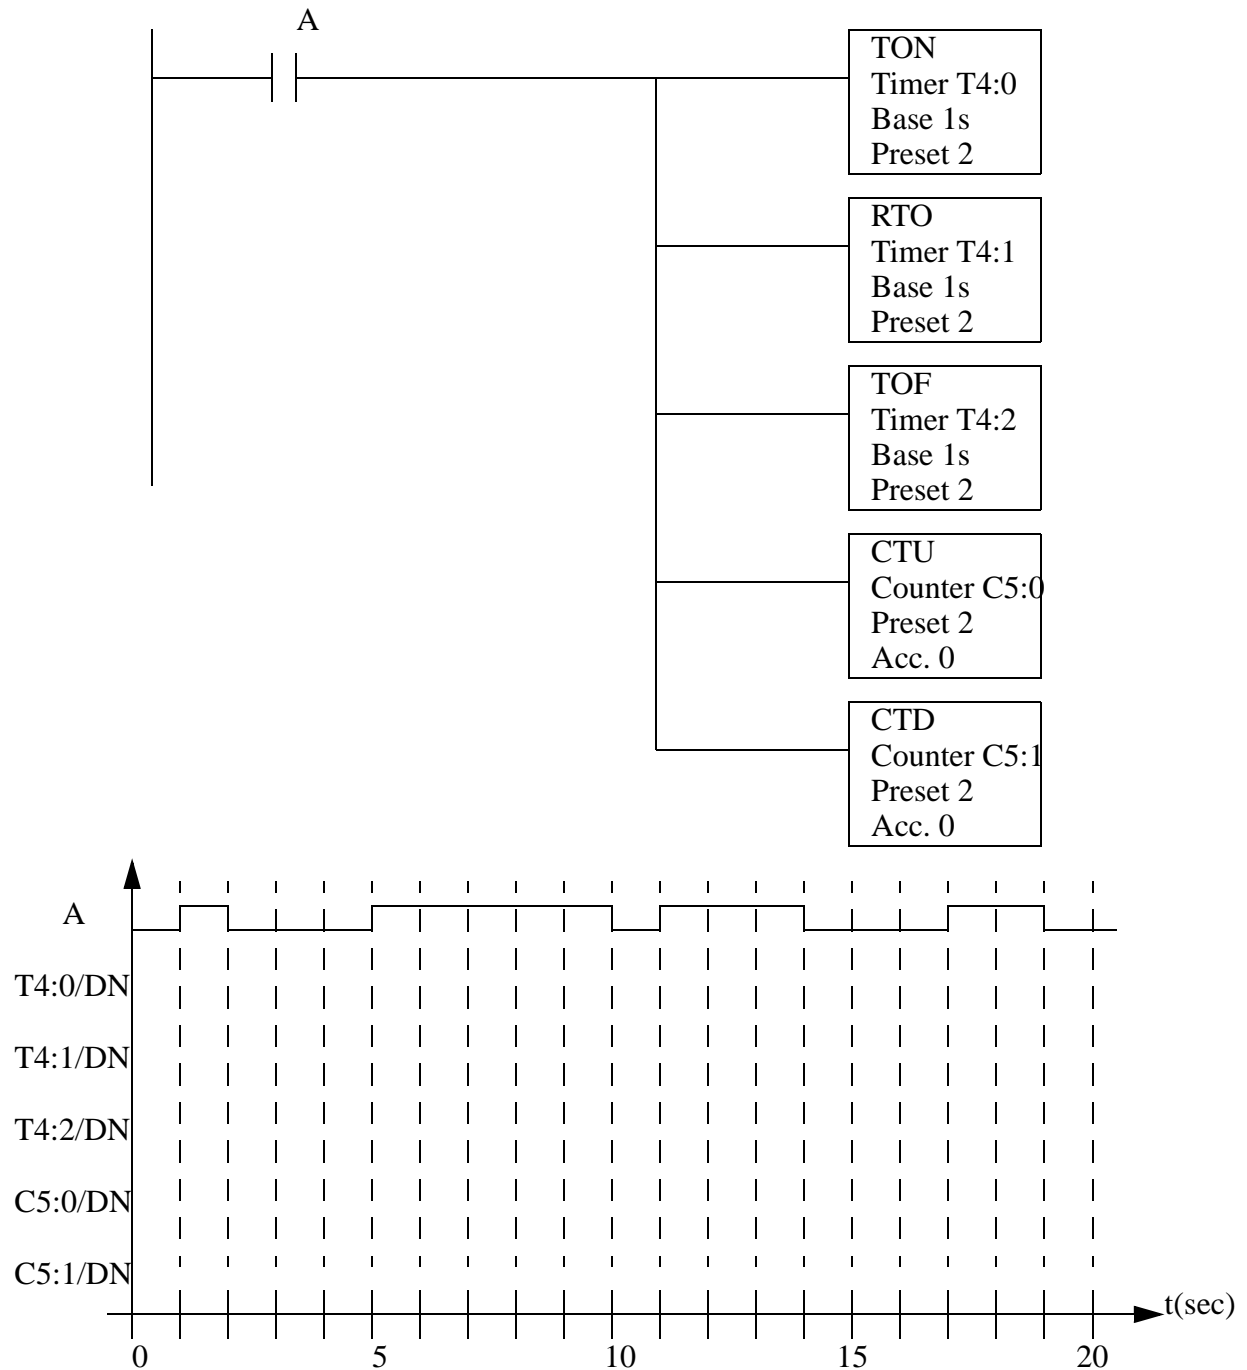 A
TON
Timer T4:0
Base 1s
Preset 2
RTO
Timer T4:1
Base 1s
Preset 2
TOF
Timer T4:2
Base 1s
Preset 2
CTU
Counter C5:0
Preset 2
Acc. 0
CTD
Counter C5:1
Preset 2
Acc. 0
A
T4:0/DN
T4:1/DN
T4:2/DN
C5:0/DN
C5:1/DN
t(sec)
0 5 10 15 20